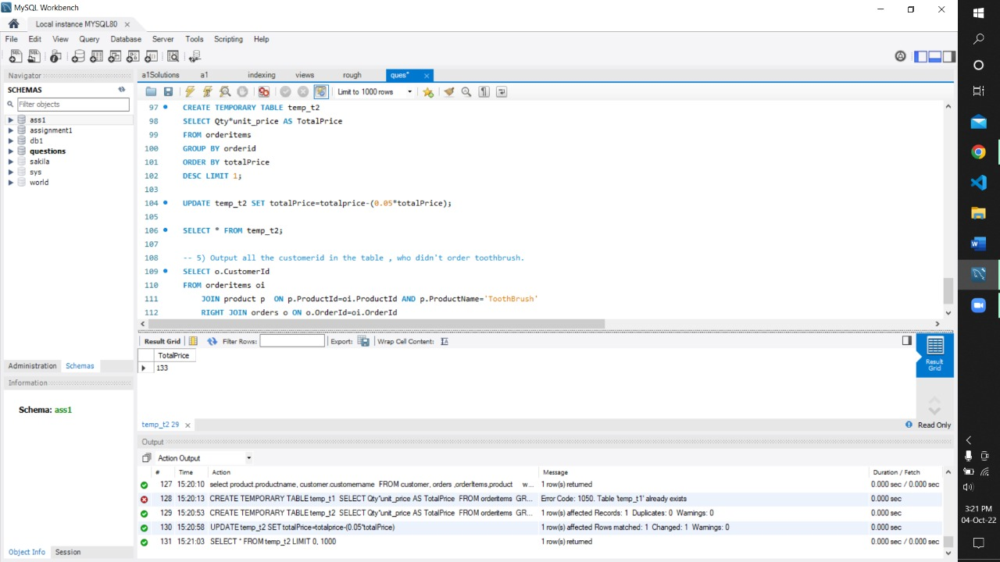 MySQL Workbench
Local instance MYSQL80
File Edit View Query Database Server Tools Scripting Help
Navigator
SCHEMAS
Filter objects
ass1
assignment1
db1
questions
sakila
sys
world
Administration Schemas
Information
Schema: ass1
Object Info Session
a1Solutions a1 indexing views rough ques*
Limit to 1000 rows
97 CREATE TEMPORARY TABLE temp_t2
98 SELECT Qty*unit_price AS TotalPrice
99 FROM orderitems
100 GROUP BY orderid
101 ORDER BY totalPrice
102 DESC LIMIT 1;
103
104 UPDATE temp_t2 SET totalPrice=totalprice-(0.05*totalPrice);
105
106 SELECT * FROM temp_t2;
107
108 -- 5) Output all the customerid in the table , who didn't order toothbrush.
109 SELECT o.CustomerId
110 FROM orderitems oi
111 JOIN product p  ON p.ProductId=oi.ProductId AND p.ProductName='ToothBrush'
112 RIGHT JOIN orders o ON o.OrderId=oi.OrderId
Result Grid Filter Rows: Export: Wrap Cell Content:
TotalPrice
133
Result
Grid
temp_t2 29 Read Only
Output
Action Output
# Time Action Message Duration / Fetch
127 15:20:10 select product.productname, customer.customername FROM customer, orders ,orderItems,product w... 1 row(s) returned 0.000 sec / 0.000 sec
128 15:20:13 CREATE TEMPORARY TABLE temp_t1 SELECT Qty*unit_price AS TotalPrice FROM orderitems GR... Error Code: 1050. Table 'temp_t1' already exists 0.000 sec
129 15:20:53 CREATE TEMPORARY TABLE temp_t2 SELECT Qty*unit_price AS TotalPrice FROM orderitems GR... 1 row(s) affected Records: 1 Duplicates: 0 Warnings: 0 0.000 sec
130 15:20:58 UPDATE temp_t2 SET totalPrice=totalprice-(0.05*totalPrice) 1 row(s) affected Rows matched: 1 Changed: 1 Warnings: 0 0.000 sec
131 15:21:03 SELECT * FROM temp_t2 LIMIT 0, 1000 1 row(s) returned 0.000 sec / 0.000 sec
3:21 PM
04-Oct-22